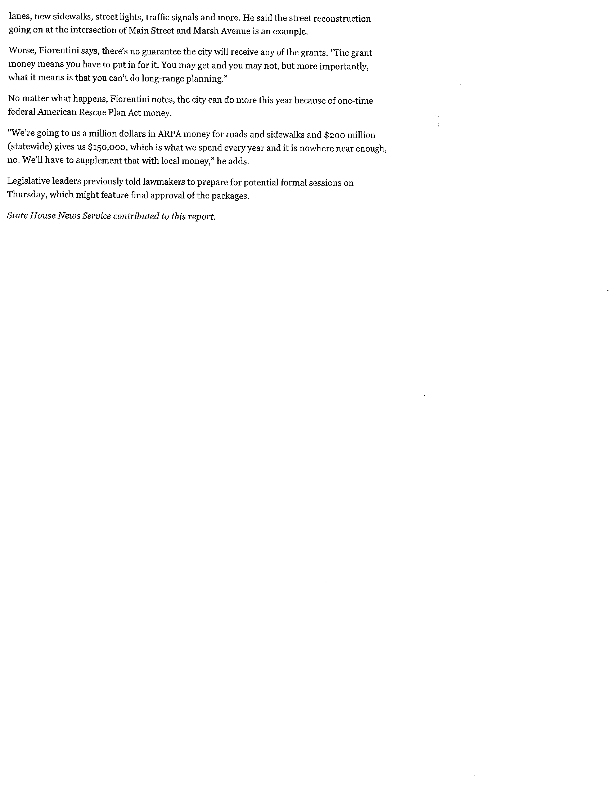 lanes, new sidewalks, street lights, traffic signals and more. He said the street reconstruction
going on at the intersection of Main Street and Marsh Avenue is an example.
Worse, Fiorentini says, there's no guarantee the city will receive any of the grants. "The grant
money means you have to put in for it. You may get and you may not, but more importantly,
what it means is that you can't do long-range planning."
No matter what happens, Fiorentini notes, the city can do more this year because of one-time
federal American Rescue Plan Act money.
"We're going to us a million dollars in ARPA money for roads and sidewalks and $200 million
(statewide) gives us $150,000, which is what we spend every year and it is nowhere near enough,
no. We'll have to supplement that with local money," he adds.
Legislative leaders previously told lawmakers to prepare for potential formal sessions on
Thursday, which might feature final approval of the packages.
State House News Service contributed to this report.